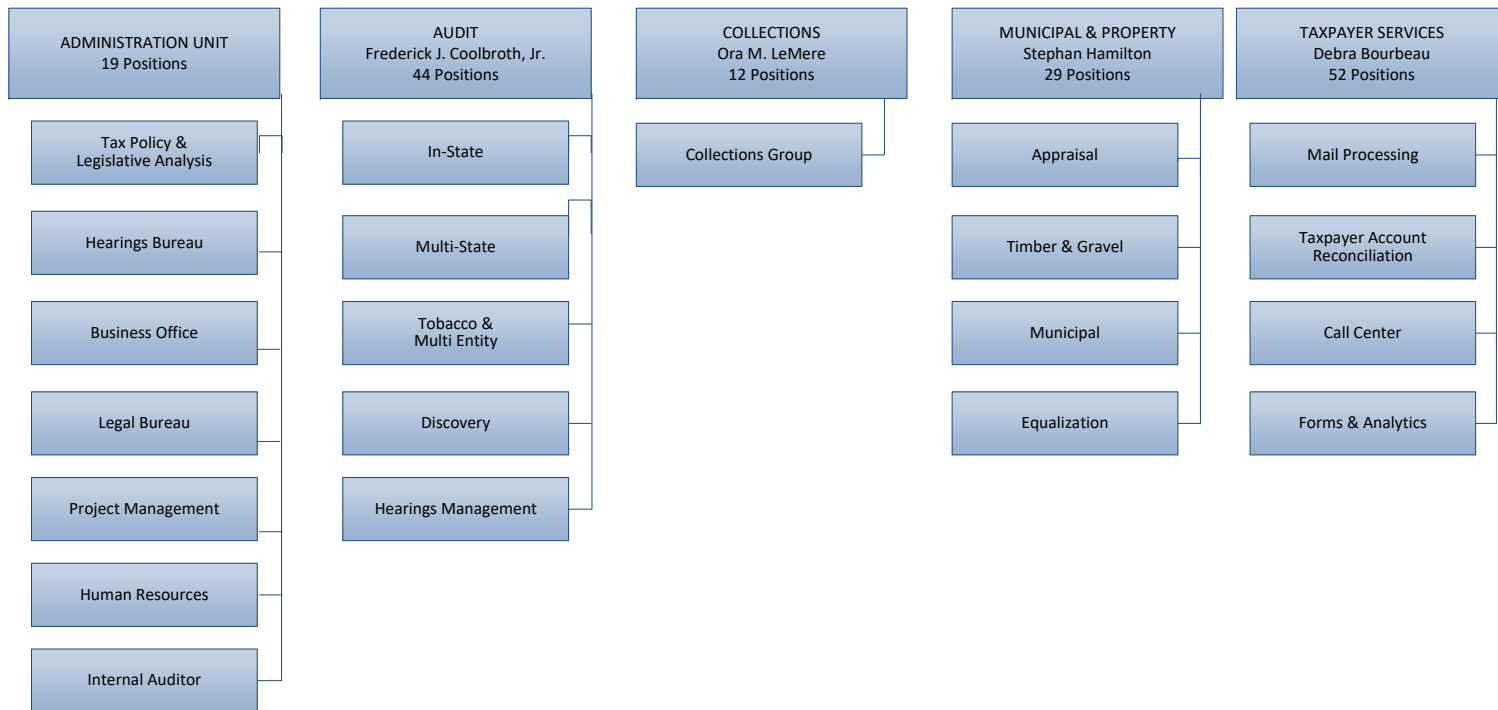 ADMINISTRATION UNIT
19 Positions
Tax Policy &
Legislative Analysis
Hearings Bureau
Business Office
Legal Bureau
Project Management
Human Resources
Internal Auditor
AUDIT
Frederick J. Coolbroth, Jr.
44 Positions
In-State
Multi-State
Tobacco &
Multi Entity
Discovery
Hearings Management
COLLECTIONS
Ora M. LeMere
12 Positions
Collections Group
MUNICIPAL & PROPERTY
Stephan Hamilton
29 Positions
Appraisal
Timber & Gravel
Municipal
Equalization
TAXPAYER SERVICES
Debra Bourbeau
52 Positions
Mail Processing
Taxpayer Account
Reconciliation
Call Center
Forms & Analytics